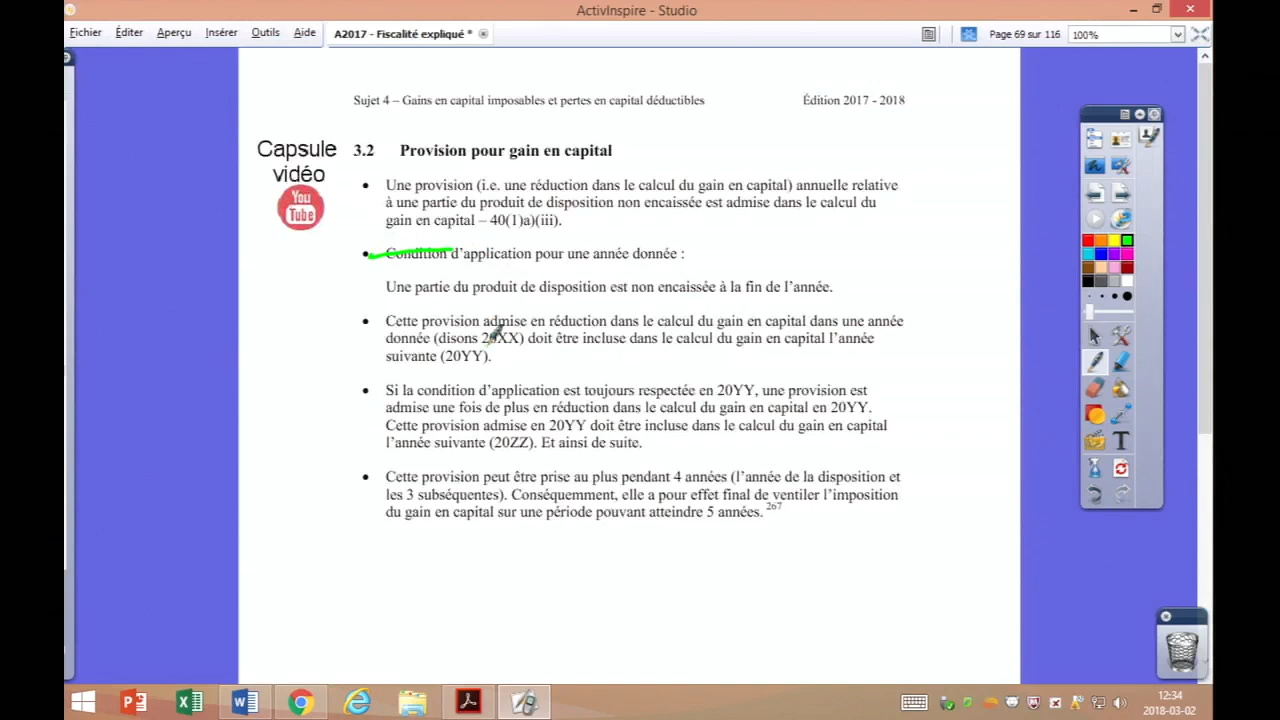 ActivInspire - Studio
Fichier Éditer Aperçu Insérer Outils Aide A2017 - Fiscalité expliqué * Page 69 sur 116 100%
Sujet 4 – Gains en capital imposables et pertes en capital déductibles Édition 2017 - 2018
Capsule
vidéo
You
Tube
3.2 Provision pour gain en capital
• Une provision (i.e. une réduction dans le calcul du gain en capital) annuelle relative
à une partie du produit de disposition non encaissée est admise dans le calcul du
gain en capital – 40(1)a)(iii).
• Condition d’application pour une année donnée :
Une partie du produit de disposition est non encaissée à la fin de l’année.
• Cette provision admise en réduction dans le calcul du gain en capital dans une année
donnée (disons 20XX) doit être incluse dans le calcul du gain en capital l’année
suivante (20YY).
• Si la condition d’application est toujours respectée en 20YY, une provision est
admise une fois de plus en réduction dans le calcul du gain en capital en 20YY.
Cette provision admise en 20YY doit être incluse dans le calcul du gain en capital
l’année suivante (20ZZ). Et ainsi de suite.
• Cette provision peut être prise au plus pendant 4 années (l’année de la disposition et
les 3 subséquentes). Conséquemment, elle a pour effet final de ventiler l’imposition
du gain en capital sur une période pouvant atteindre 5 années. 267
12:34
2018-03-02